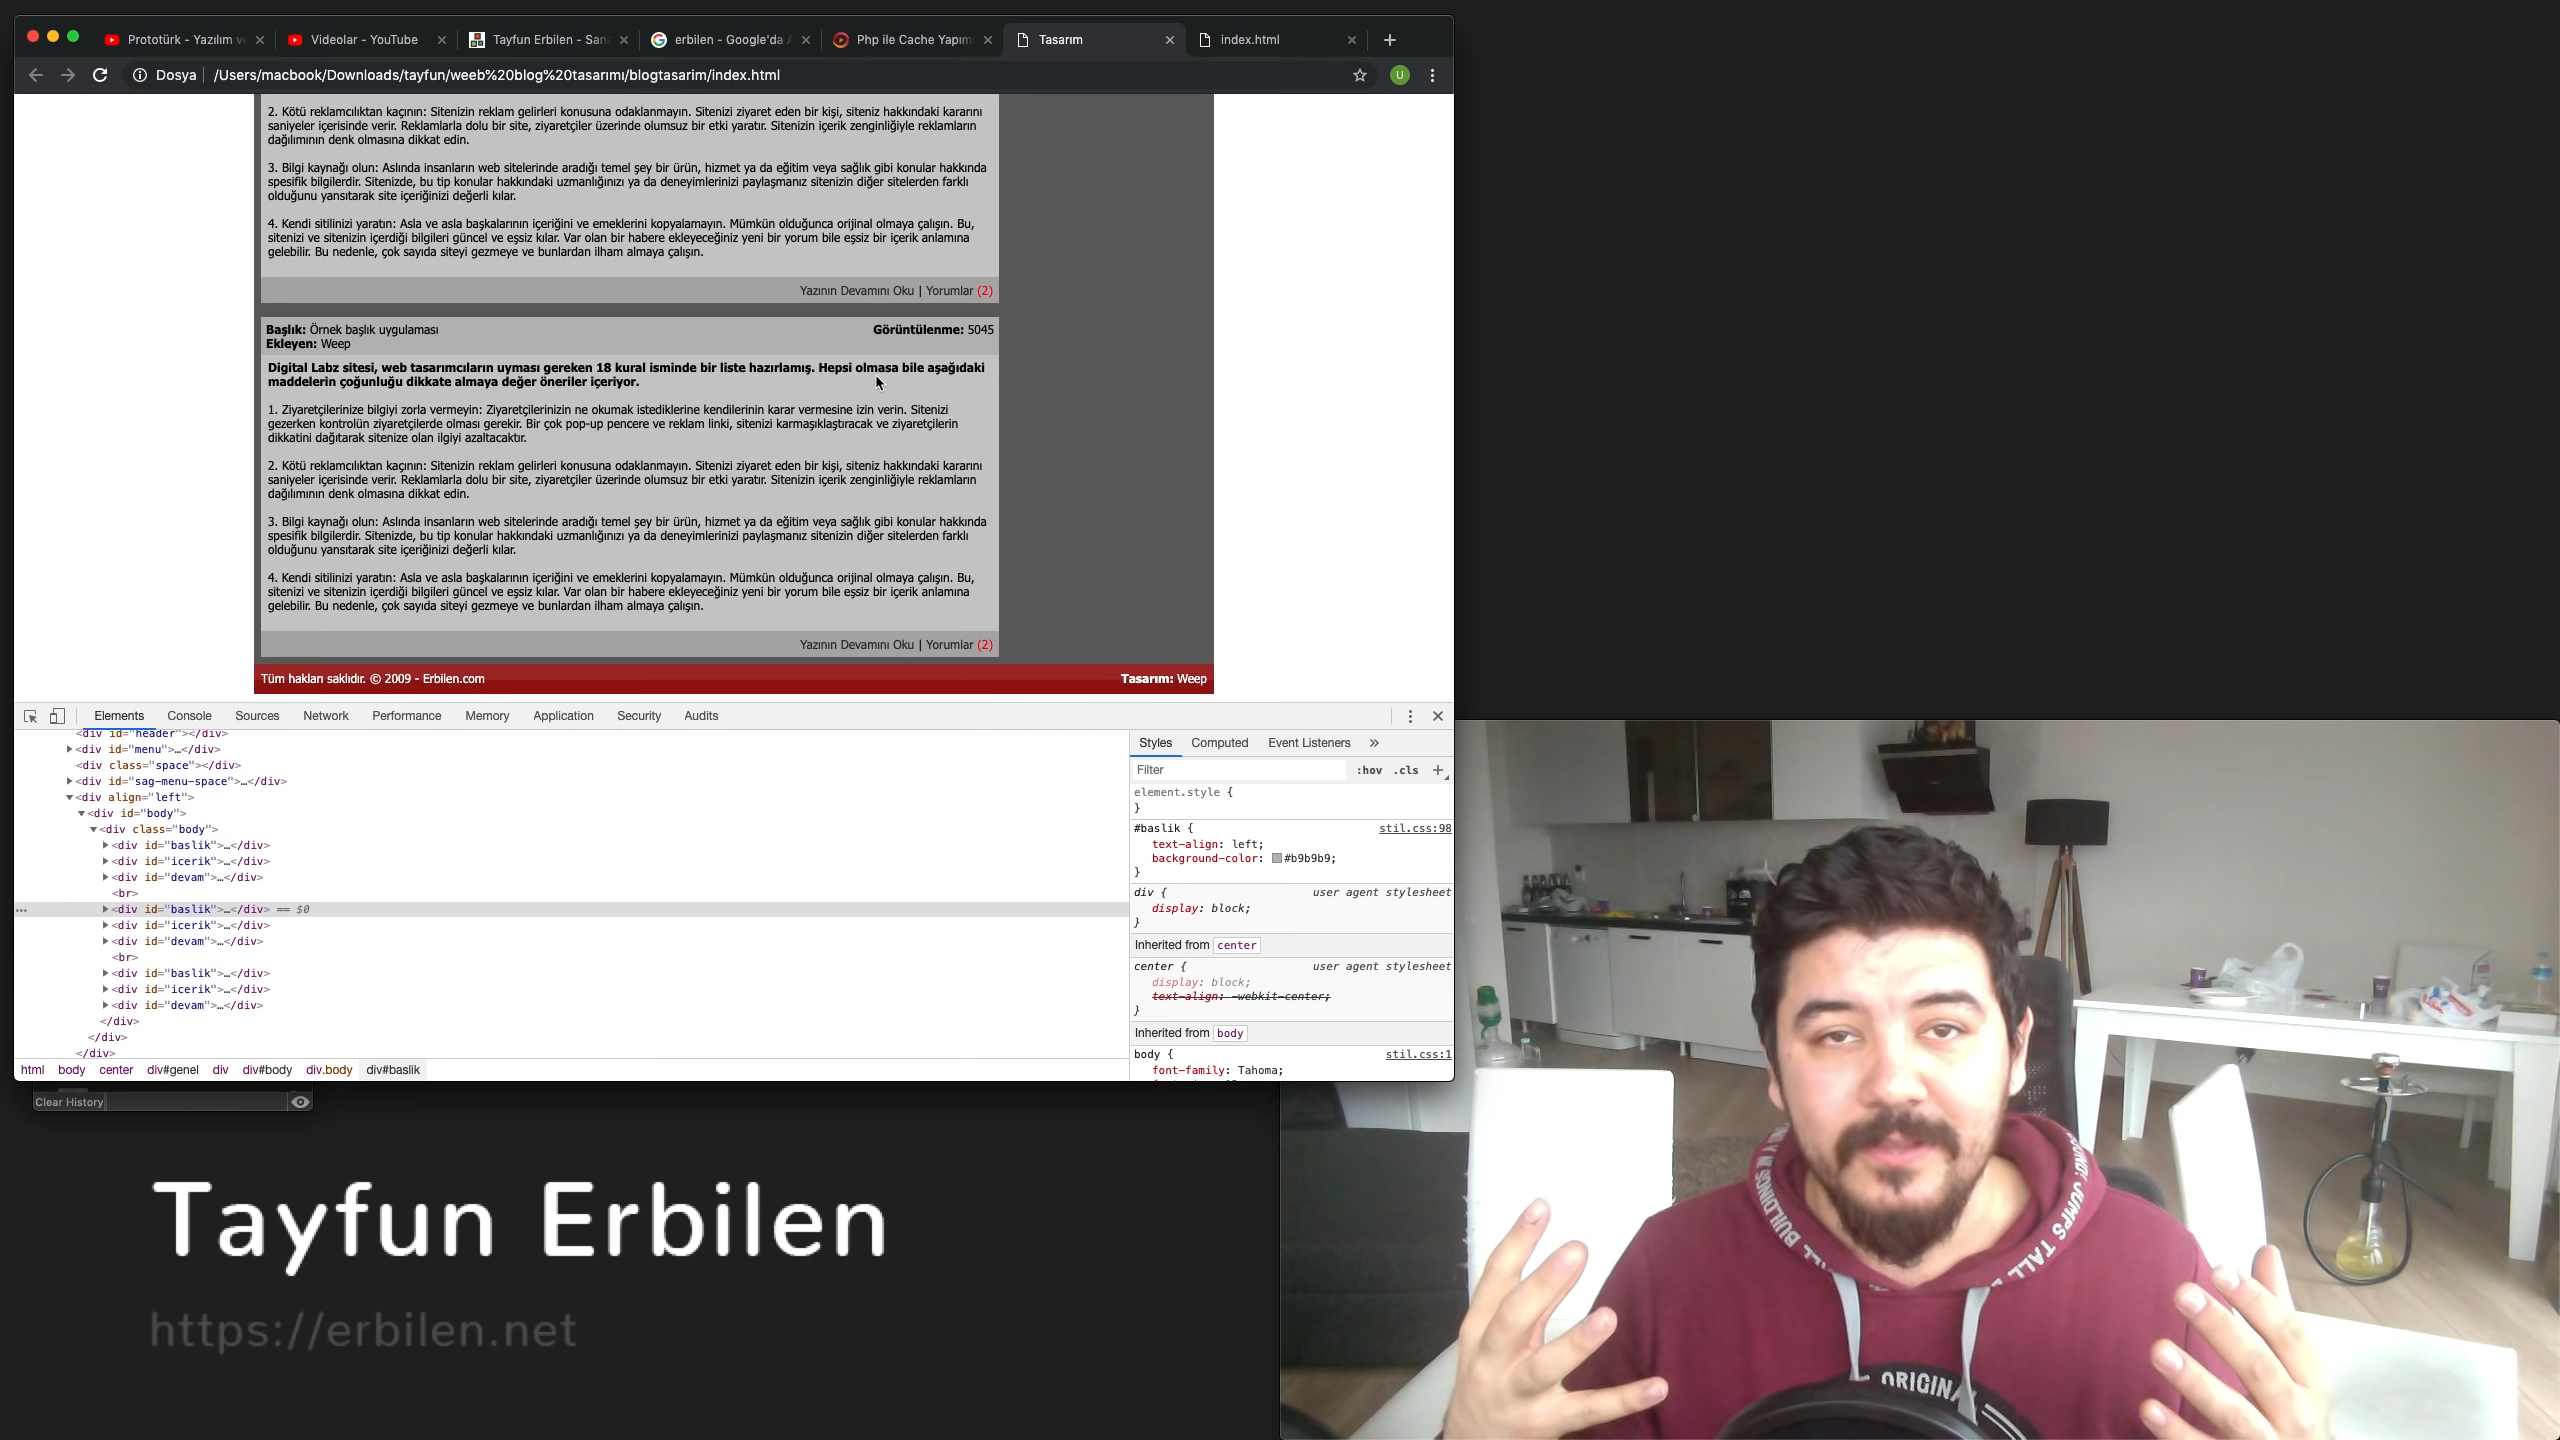 Prototürk - Yazılım ve
Videolar - YouTube
Tayfun Erbilen - San
erbilen - Google'da A
Php ile Cache Yapım
Tasarım
index.html
Dosya
/Users/macbook/Downloads/tayfun/weeb%20blog%20tasarımı/blogtasarim/index.html
U
2. Kötü reklamcılıktan kaçının: Sitenizin reklam gelirleri konusuna odaklanmayın. Sitenizi ziyaret eden bir kişi, siteniz hakkındaki kararını
saniyeler içerisinde verir. Reklamlarla dolu bir site, ziyaretçiler üzerinde olumsuz bir etki yaratır. Sitenizin içerik zenginliğiyle reklamların
dağılımının denk olmasına dikkat edin.
3. Bilgi kaynağı olun: Aslında insanların web sitelerinde aradığı temel şey bir ürün, hizmet ya da eğitim veya sağlık gibi konular hakkında
spesifik bilgilerdir. Sitenizde, bu tip konular hakkındaki uzmanlığınızı ya da deneyimlerinizi paylaşmanız sitenizin diğer sitelerden farklı
olduğunu yansıtarak site içeriğinizi değerli kılar.
4. Kendi sitilinizi yaratın: Asla ve asla başkalarının içeriğini ve emeklerini kopyalamayın. Mümkün olduğunca orijinal olmaya çalışın. Bu,
sitenizi ve sitenizin içerdiği bilgileri güncel ve eşsiz kılar. Var olan bir habere ekleyeceğiniz yeni bir yorum bile eşsiz bir içerik anlamına
gelebilir. Bu nedenle, çok sayıda siteyi gezmeye ve bunlardan ilham almaya çalışın.
Yazının Devamını Oku | Yorumlar (2)
Başlık: Örnek başlık uygulaması
Görüntülenme: 5045
Ekleyen: Weep
Digital Labz sitesi, web tasarımcıların uyması gereken 18 kural isminde bir liste hazırlamış. Hepsi olmasa bile aşağıdaki
maddelerin çoğunluğu dikkate almaya değer öneriler içeriyor.
1. Ziyaretçilerinize bilgiyi zorla vermeyin: Ziyaretçilerinizin ne okumak istediklerine kendilerinin karar vermesine izin verin. Sitenizi
gezerken kontrolün ziyaretçilerde olması gerekir. Bir çok pop-up pencere ve reklam linki, sitenizi karmaşıklaştıracak ve ziyaretçilerin
dikkatini dağıtarak sitenize olan ilgiyi azaltacaktır.
2. Kötü reklamcılıktan kaçının: Sitenizin reklam gelirleri konusuna odaklanmayın. Sitenizi ziyaret eden bir kişi, siteniz hakkındaki kararını
saniyeler içerisinde verir. Reklamlarla dolu bir site, ziyaretçiler üzerinde olumsuz bir etki yaratır. Sitenizin içerik zenginliğiyle reklamların
dağılımının denk olmasına dikkat edin.
3. Bilgi kaynağı olun: Aslında insanların web sitelerinde aradığı temel şey bir ürün, hizmet ya da eğitim veya sağlık gibi konular hakkında
spesifik bilgilerdir. Sitenizde, bu tip konular hakkındaki uzmanlığınızı ya da deneyimlerinizi paylaşmanız sitenizin diğer sitelerden farklı
olduğunu yansıtarak site içeriğinizi değerli kılar.
4. Kendi sitilinizi yaratın: Asla ve asla başkalarının içeriğini ve emeklerini kopyalamayın. Mümkün olduğunca orijinal olmaya çalışın. Bu,
sitenizi ve sitenizin içerdiği bilgileri güncel ve eşsiz kılar. Var olan bir habere ekleyeceğiniz yeni bir yorum bile eşsiz bir içerik anlamına
gelebilir. Bu nedenle, çok sayıda siteyi gezmeye ve bunlardan ilham almaya çalışın.
Yazının Devamını Oku | Yorumlar (2)
Tüm hakları saklıdır. © 2009 - Erbilen.com
Tasarım: Weep
Elements Console Sources Network Performance Memory Application Security Audits
<div id="header"></div>
<div id="menu">…</div>
<div class="space"></div>
<div id="sag-menu-space">…</div>
<div align="left">
<div id="body">
<div class="body">
<div id="baslik">…</div>
<div id="icerik">…</div>
<div id="devam">…</div>
<br>
<div id="baslik">…</div> == $0
<div id="icerik">…</div>
<div id="devam">…</div>
<br>
<div id="baslik">…</div>
<div id="icerik">…</div>
<div id="devam">…</div>
</div>
</div>
</div>
html body center div#genel div div#body div.body div#baslik
Styles Computed Event Listeners »
Filter :hov .cls +
element.style {
}
#baslik { stil.css:98
text-align: left;
background-color: #b9b9b9;
}
div { user agent stylesheet
display: block;
}
Inherited from center
center { user agent stylesheet
display: block;
text-align: -webkit-center;
}
Inherited from body
body { stil.css:1
font-family: Tahoma;
Clear History
Tayfun Erbilen
https://erbilen.net
BUILDINGS
JUMPS TALL
ORIGINA